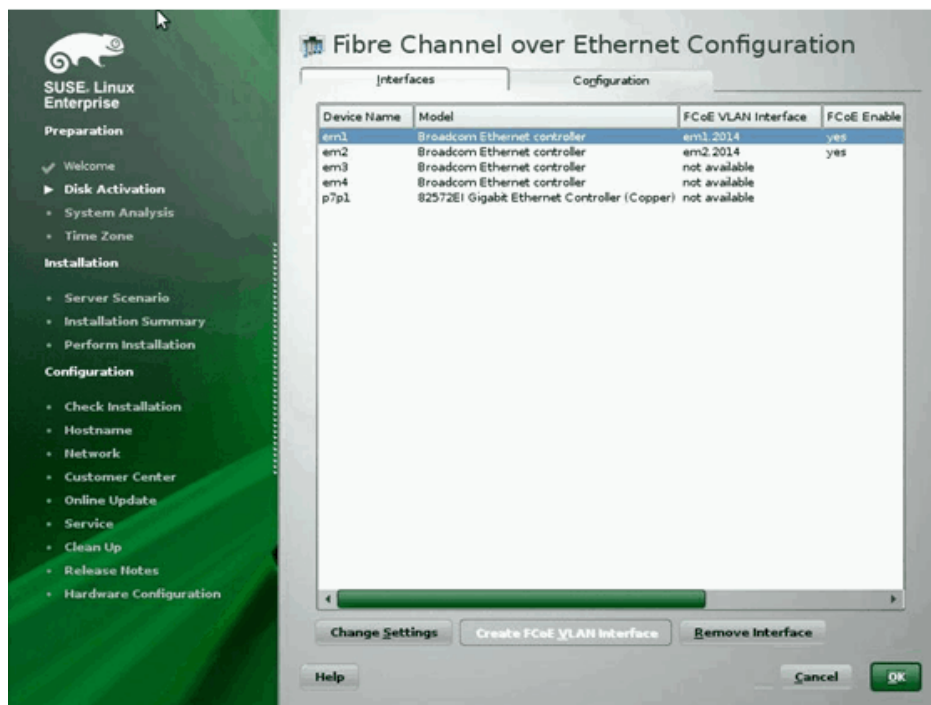 SUSE. Linux
Enterprise
Preparation
Welcome
Disk Activation
System Analysis
Time Zone
Installation
Server Scenario
Installation Summary
Perform Installation
Configuration
Check Installation
Hostname
Network
Customer Center
Online Update
Service
Clean Up
Release Notes
Hardware Configuration
Fibre Channel over Ethernet Configuration
Interfaces Configuration
Device Name Model FCoE VLAN Interface FCoE Enable
em1 Broadcom Ethernet controller em1.2014 yes
em2 Broadcom Ethernet controller em2.2014 yes
em3 Broadcom Ethernet controller not available
em4 Broadcom Ethernet controller not available
p7p1 82572EI Gigabit Ethernet Controller (Copper) not available
Change Settings Create FCoE VLAN Interface Remove Interface
Help Cancel OK